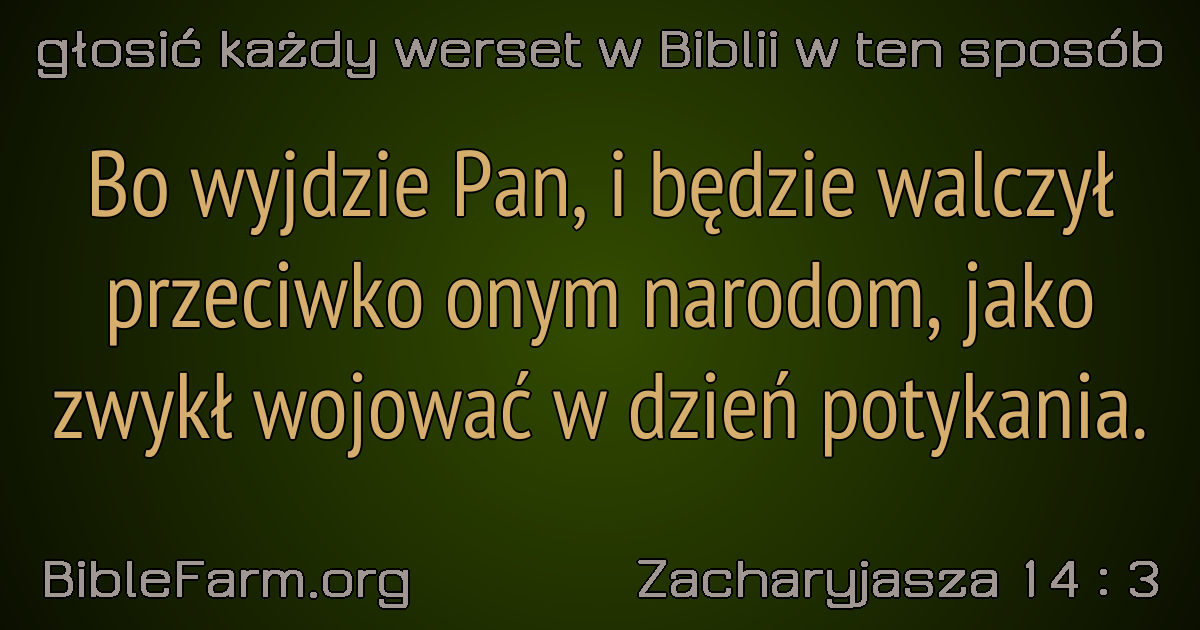 głosić każdy werset w Biblii w ten sposób
Bo wyjdzie Pan, i będzie walczył
przeciwko onym narodom, jako
zwykł wojować w dzień potykania.
BibleFarm.org
Zacharyjasza 14 : 3